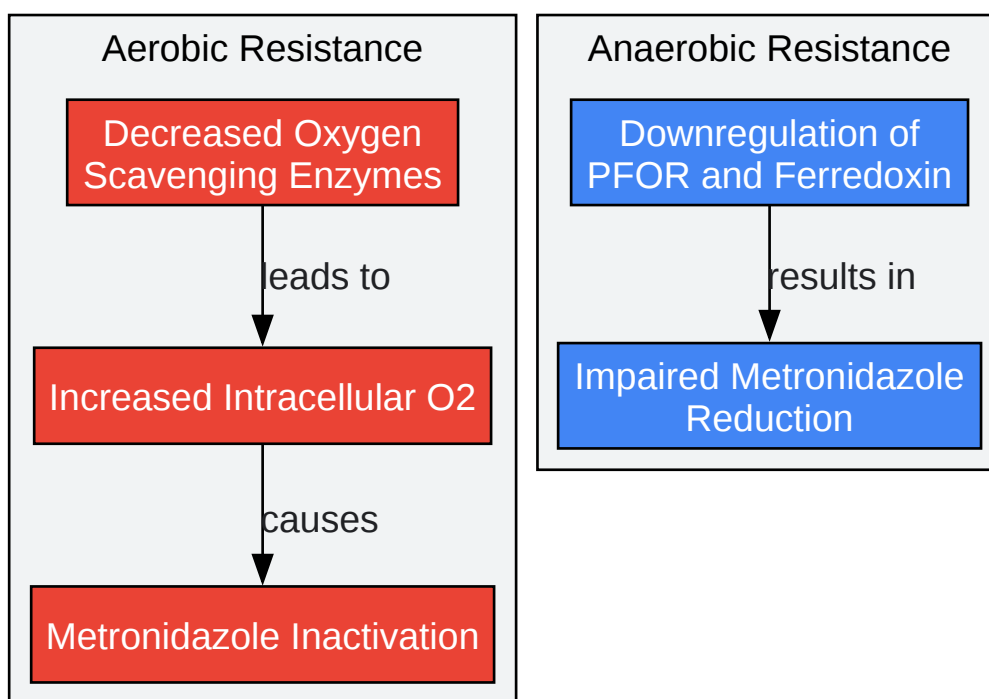 Aerobic Resistance
Decreased Oxygen
Scavenging Enzymes
leads to
Increased Intracellular O2
causes
Metronidazole Inactivation
Anaerobic Resistance
Downregulation of
PFOR and Ferredoxin
results in
Impaired Metronidazole
Reduction